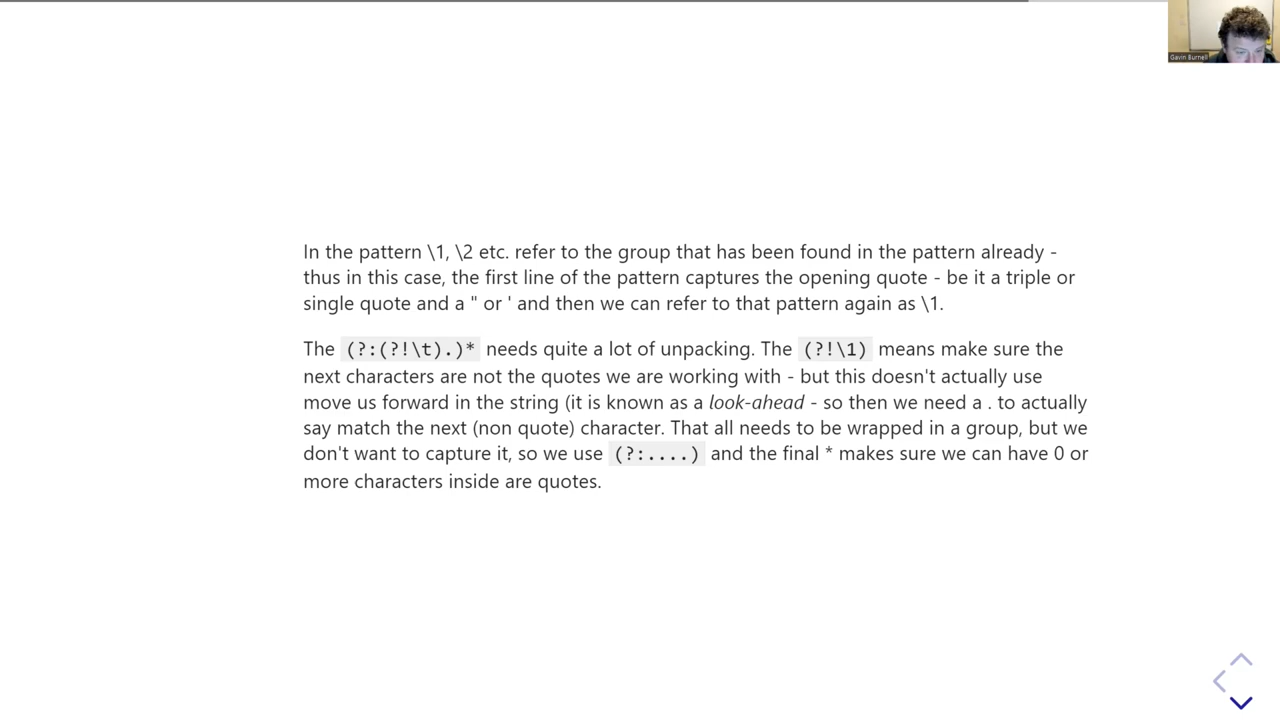 Gavin Burnell
In the pattern \1, \2 etc. refer to the group that has been found in the pattern already -
thus in this case, the first line of the pattern captures the opening quote - be it a triple or
single quote and a " or ' and then we can refer to that pattern again as \1.
The (?:(?!\t).)* needs quite a lot of unpacking. The (?!\1) means make sure the
next characters are not the quotes we are working with - but this doesn't actually use
move us forward in the string (it is known as a look-ahead - so then we need a . to actually
say match the next (non quote) character. That all needs to be wrapped in a group, but we
don't want to capture it, so we use (?:....) and the final * makes sure we can have 0 or
more characters inside are quotes.